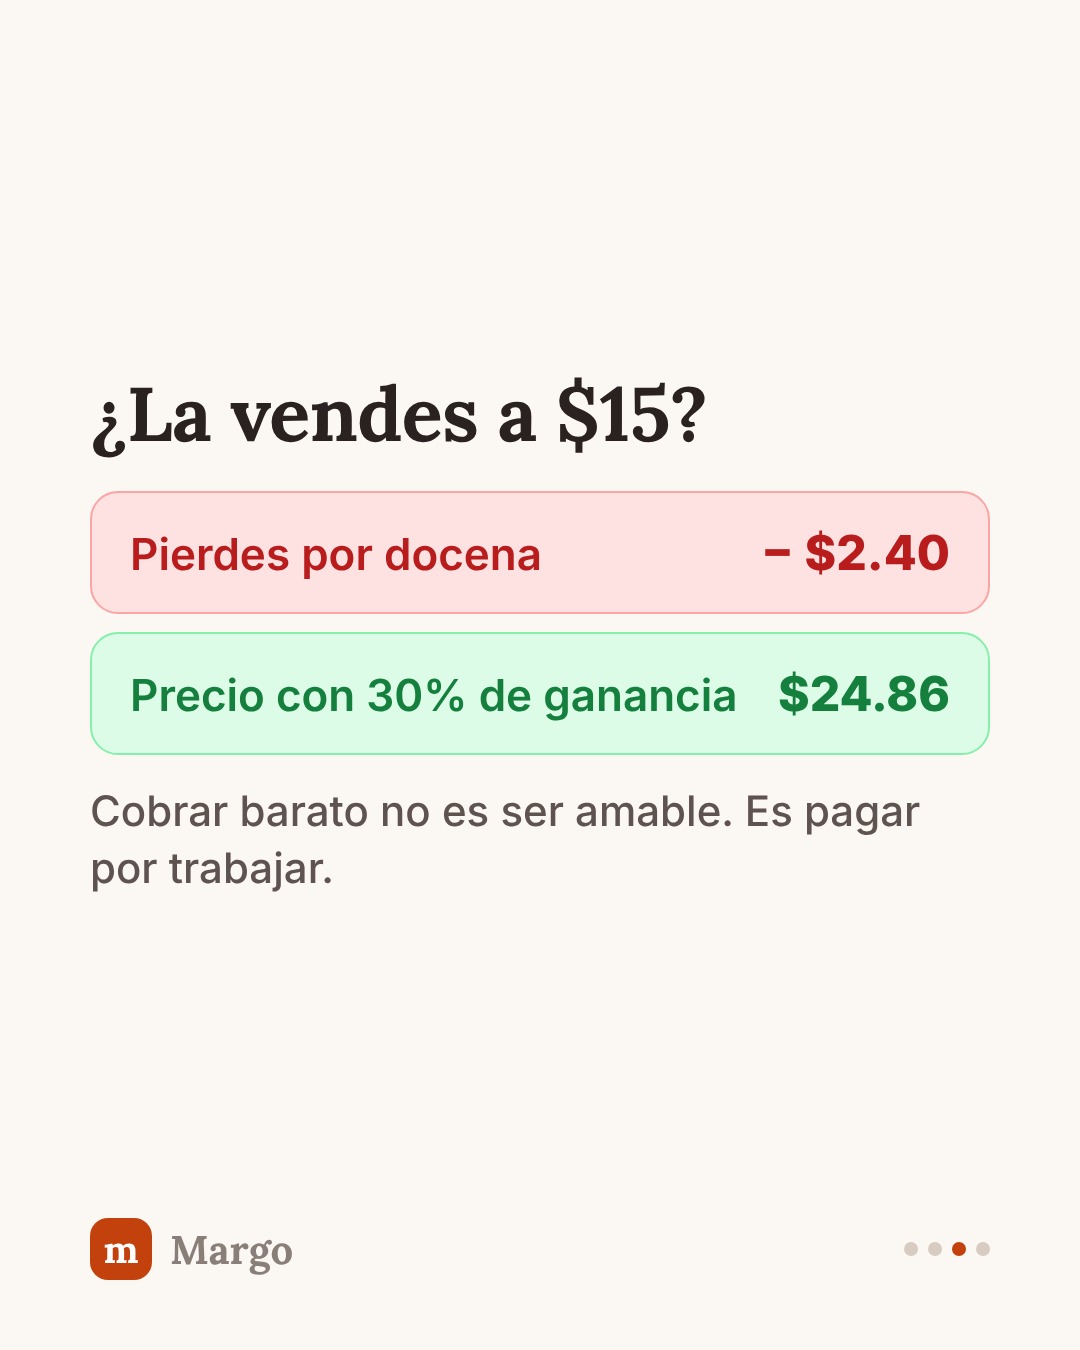 ¿La vendes a $15?
Pierdes por docena – $2.40
Precio con 30% de ganancia $24.86
Cobrar barato no es ser amable. Es pagar
por trabajar.
m Margo